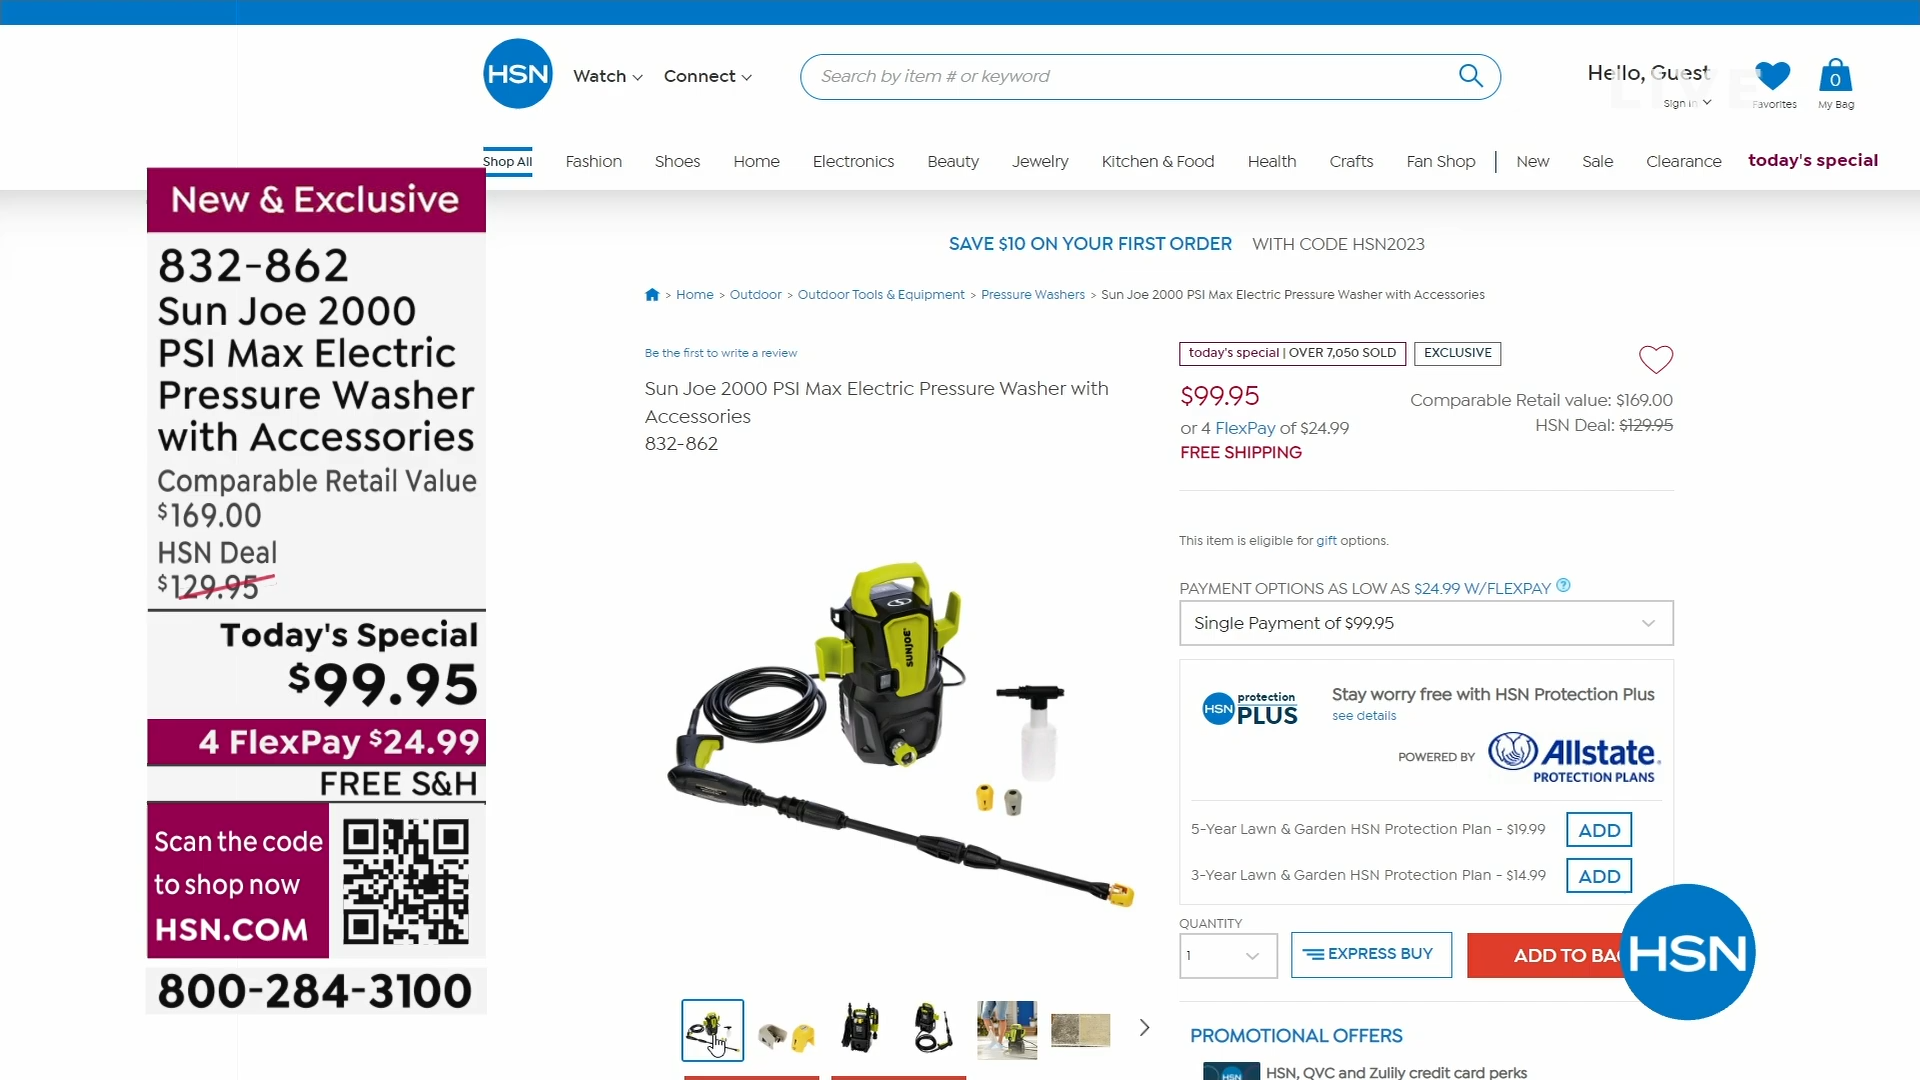 HSN
Watch
Connect
Search by item # or keyword
Hello, Guest
Sign In
LIVE
Favorites
0
My Bag
Shop All
Fashion
Shoes
Home
Electronics
Beauty
Jewelry
Kitchen & Food
Health
Crafts
Fan Shop
New
Sale
Clearance
today's special
New & Exclusive
832-862
Sun Joe 2000
PSI Max Electric
Pressure Washer
with Accessories
Comparable Retail Value
$169.00
HSN Deal
$129.95
Today's Special
$99.95
4 FlexPay $24.99
FREE S&H
Scan the code
to shop now
HSN.COM
800-284-3100
SAVE $10 ON YOUR FIRST ORDER WITH CODE HSN2023
> Home > Outdoor > Outdoor Tools & Equipment > Pressure Washers > Sun Joe 2000 PSI Max Electric Pressure Washer with Accessories
Be the first to write a review
Sun Joe 2000 PSI Max Electric Pressure Washer with
Accessories
832-862
SUNJOE
today's special | OVER 7,050 SOLD
EXCLUSIVE
$99.95
Comparable Retail value: $169.00
or 4 FlexPay of $24.99
HSN Deal: $129.95
FREE SHIPPING
This item is eligible for gift options.
PAYMENT OPTIONS AS LOW AS $24.99 W/FLEXPAY ?
Single Payment of $99.95
HSN protection PLUS
Stay worry free with HSN Protection Plus
see details
POWERED BY
Allstate.
PROTECTION PLANS
5-Year Lawn & Garden HSN Protection Plan - $19.99
ADD
3-Year Lawn & Garden HSN Protection Plan - $14.99
ADD
QUANTITY
1
EXPRESS BUY
ADD TO BA
HSN
PROMOTIONAL OFFERS
HSN
HSN, QVC and Zulily credit card perks